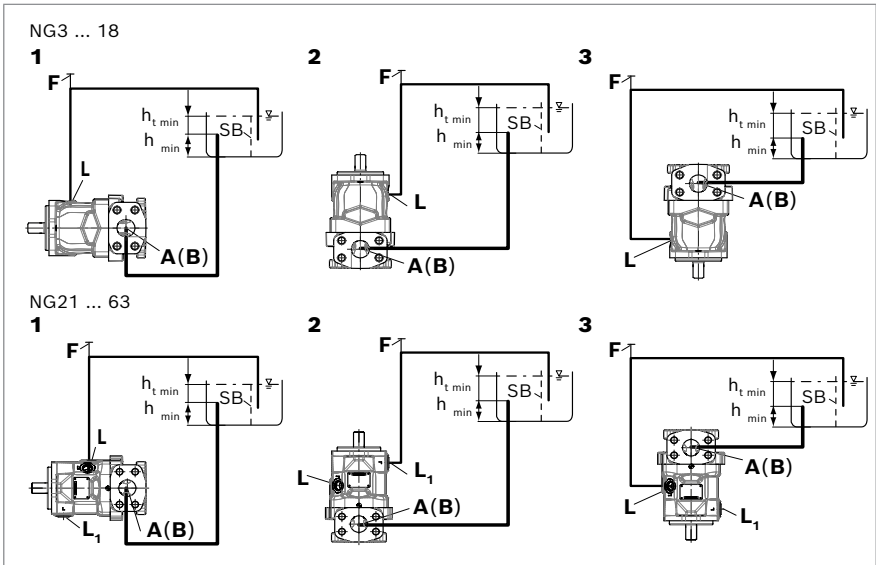 NG3 ... 18
1
F
h t min
SB
h min
L
A(B)
2
F
h t min
SB
h min
L
A(B)
3
F
h t min
SB
h min
A(B)
L
NG21 ... 63
1
F
h t min
SB
h min
L
L1
A(B)
2
F
h t min
SB
h min
L
L1
A(B)
3
F
h t min
SB
h min
A(B)
L
L1